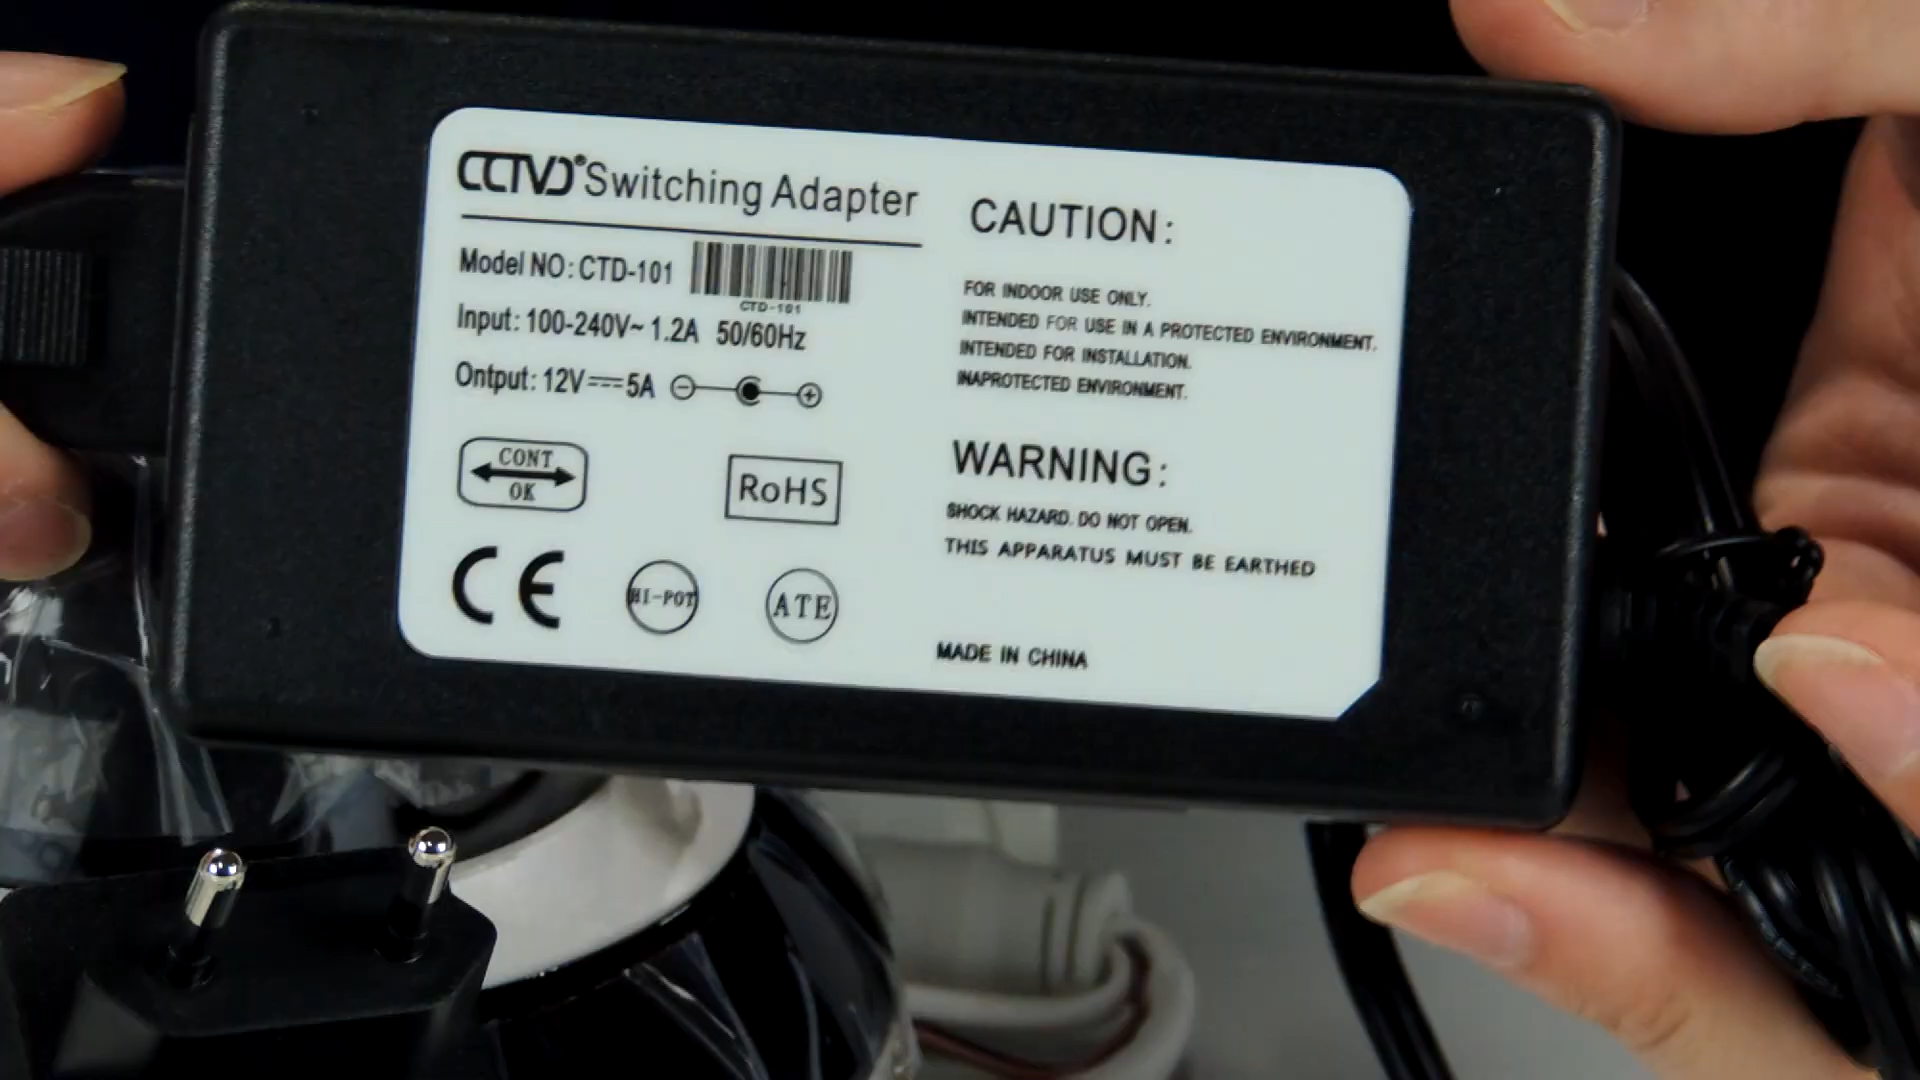 CCTVD® Switching Adapter
Model NO: CTD-101
CTD-101
Input: 100-240V~ 1.2A 50/60Hz
Ontput: 12V⎓5A
CONT
OK
RoHS
CE
HI-POT
ATE
CAUTION:
FOR INDOOR USE ONLY.
INTENDED FOR USE IN A PROTECTED ENVIRONMENT.
INTENDED FOR INSTALLATION.
INAPROTECTED ENVIRONMENT.
WARNING:
SHOCK HAZARD. DO NOT OPEN.
THIS APPARATUS MUST BE EARTHED
MADE IN CHINA